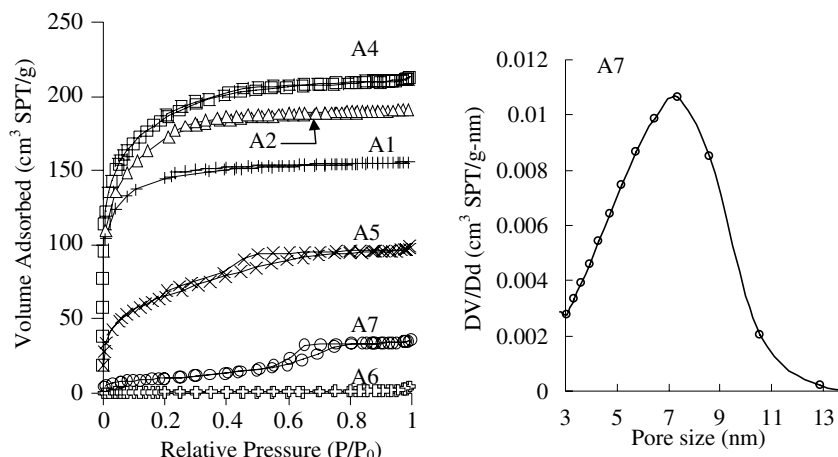 250
200
150
100
50
0
Volume Adsorbed (cm³ SPT/g)
A4
A2
A1
A5
A7
A6
0 0.2 0.4 0.6 0.8 1
Relative Pressure (P/P₀)
0.012
0.01
0.008
0.006
0.004
0.002
0
DV/Dd (cm³ SPT/g-nm)
A7
3 5 7 9 11 13
Pore size (nm)